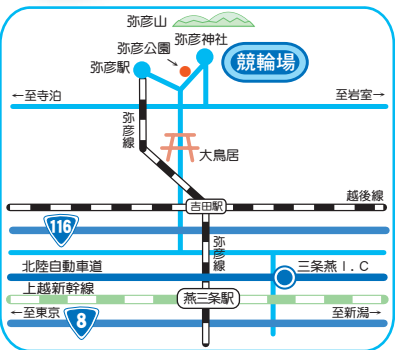 弥彦山
弥彦神社
弥彦公園
弥彦駅
競輪場
←至寺泊
至岩室→
弥彦線
大鳥居
越後線
吉田駅
116
弥彦線
北陸自動車道
三条燕I.C
上越新幹線
燕三条駅
←至東京
8
至新潟→